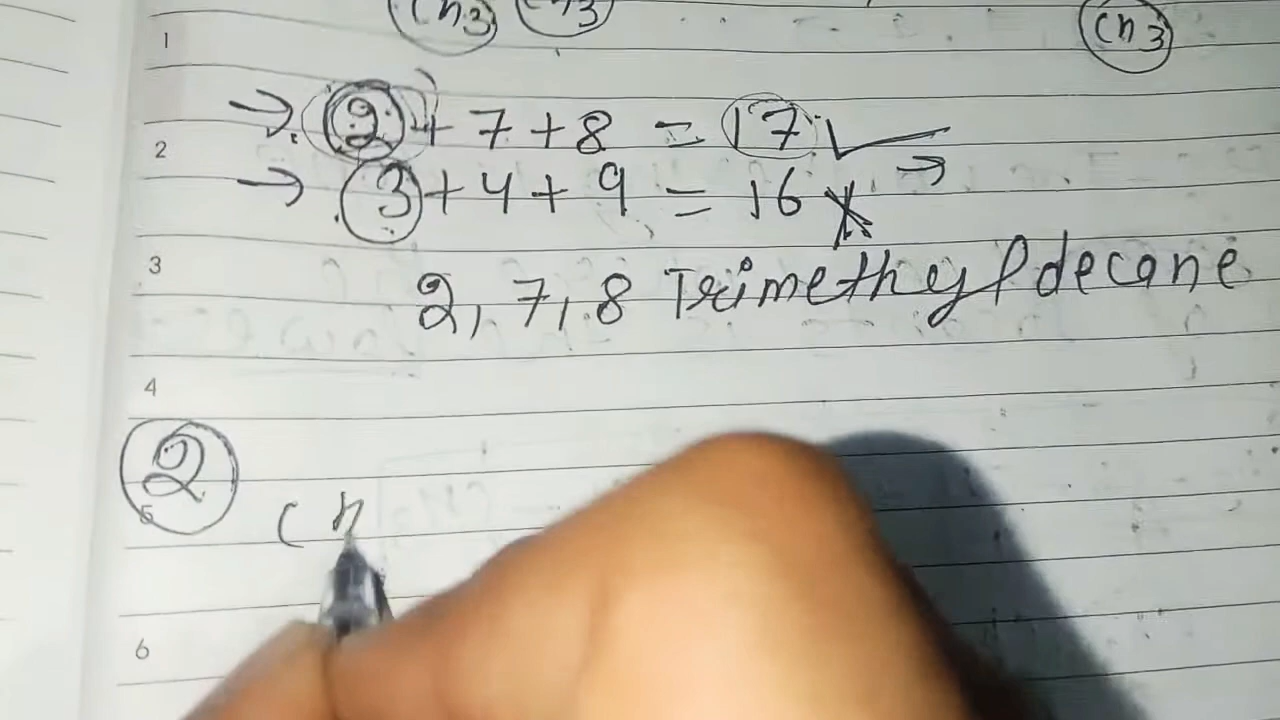 CH3 CH3 CH3
1
→ 2 + 7 + 8 = 17 ✓
2
→ 3 + 4 + 9 = 16 x →
3
2, 7, 8 Trimethyl decane
4
2
5
CH
6